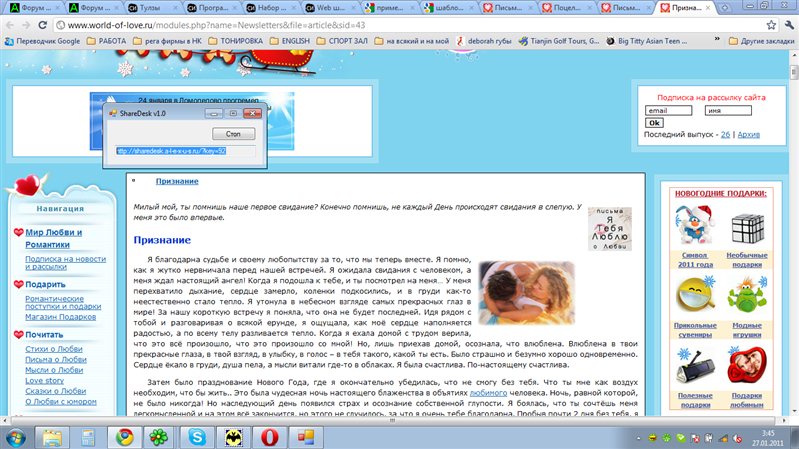 Форум ...
Форум ...
Тулзы
Програ...
Набор ...
Web ш...
приме...
шабло...
Письм...
Поцел...
Письм...
Призна...
www.world-of-love.ru/modules.php?name=Newsletters&file=article&sid=43
Переводчик Google
РАБОТА
рега фирмы в НК
ТОНИРОВКА
ENGLISH
СПОРТ ЗАЛ
на всякий и на мой
deborah губы
Tianjin Golf Tours, G...
Big Titty Asian Teen ...
Другие закладки
24 января в Домодедово прогремел
ShareDesk v1.0
Стоп
http://sharedesk.a-l-e-x-u-s.ru/?key=92
Подписка на рассылку сайта
email имя
Ok
Последний выпуск - 26 | Архив
Навигация
Мир Любви и
Романтики
Подписка на новости
и рассылки
Подарить
Романтические
поступки и подарки
Магазин Подарков
Почитать
Стихи о Любви
Письма о Любви
Мысли о Любви
Love story
Сказки о Любви
О Любви с юмором
Признание
Милый мой, ты помнишь наше первое свидание? Конечно помнишь, не каждый День происходят свидания в слепую. У
меня это было впервые.
письма
Я
Тебя
Люблю
о Любви
Признание
Я благодарна судьбе и своему любопытству за то, что мы теперь вместе. Я помню,
как я жутко нервничала перед нашей встречей. Я ожидала свидания с человеком, а
меня ждал настоящий ангел! Когда я подошла к тебе, и ты посмотрел на меня... У меня
перехватило дыхание, сердце замерло, коленки подкосились, и в груди как-то
неестественно стало тепло. Я утонула в небесном взгляде самых прекрасных глаз в
мире! За нашу короткую встречу я поняла, что она не будет последней. Идя рядом с
тобой и разговаривая о всякой ерунде, я ощущала, как моё сердце наполняется
радостью, а по всему телу разливается тепло. Когда я ехала домой с трудом верила,
что это всё произошло, что это произошло со мной! Но, лишь приехав домой, осознала, что влюблена. Влюблена в твои
прекрасные глаза, в твой взгляд, в улыбку, в голос – в тебя такого, какой ты есть. Было страшно и безумно хорошо одновременно.
Сердце ёкало в груди, душа пела, а мысли витали где-то в облаках. Я была счастлива. По-настоящему счастлива.
Затем было празднование Нового Года, где я окончательно убедилась, что не смогу без тебя. Что ты мне как воздух
необходим, что бы жить.. Это была чудесная ночь настоящего блаженства в объятиях любимого человека. Ночь, равной которой,
не было никогда! Но наследующий день появился страх и осознание собственной глупости. Я боялась, что ты сочтёшь меня
легкомысленной и на этом всё закончится, но этого не случилось, за что я очень тебе благодарна. Пробыв почти 2 дня без тебя, я
НОВОГОДНИЕ ПОДАРКИ:
Символ
2011 года
Необычные
подарки
Прикольные
сувениры
Модные
игрушки
Полезные
подарки
Подарки
любимым
3:45
27.01.2011